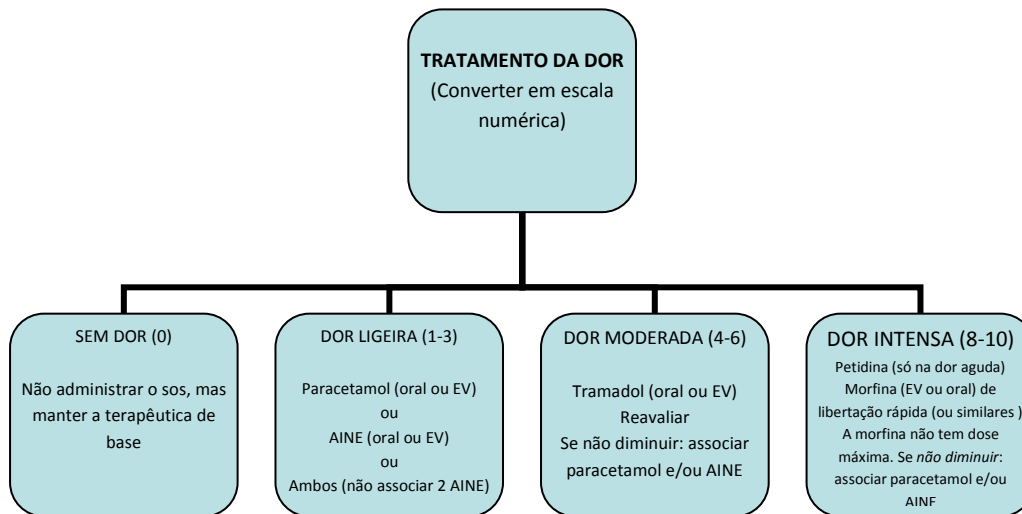 TRATAMENTO DA DOR
(Converter em escala
numérica)
SEM DOR (0)
Não administrar o sos, mas
manter a terapêutica de
base
DOR LIGEIRA (1-3)
Paracetamol (oral ou EV)
ou
AINE (oral ou EV)
ou
Ambos (não associar 2 AINE)
DOR MODERADA (4-6)
Tramadol (oral ou EV)
Reavaliar
Se não diminuir: associar
paracetamol e/ou AINE
DOR INTENSA (8-10)
Petidina (só na dor aguda)
Morfina (EV ou oral) de
libertação rápida (ou similares )
A morfina não tem dose
máxima. Se não diminuir:
associar paracetamol e/ou
AINE